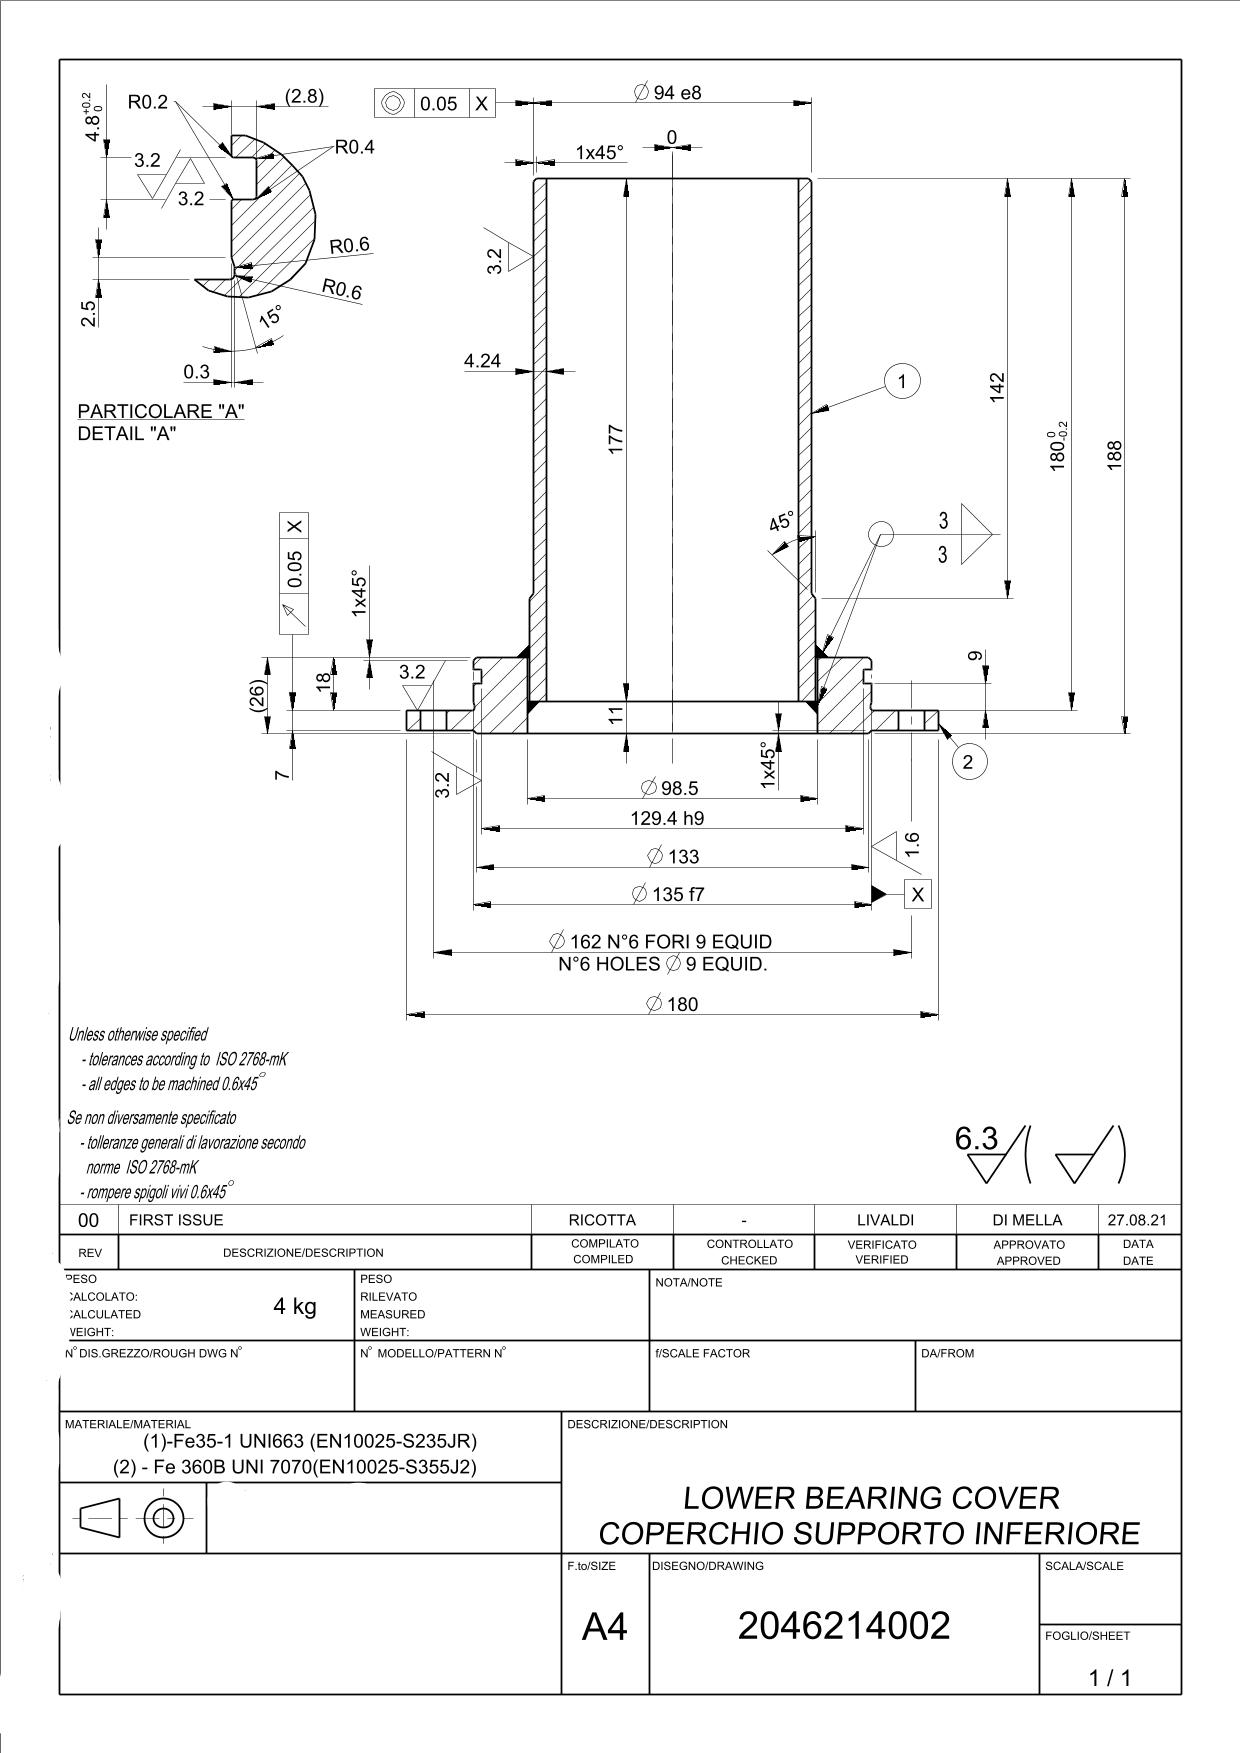 4.8 +0.2 0
R0.2
(2.8)
R0.4
3.2
3.2
R0.6
R0.6
2.5
15°
0.3
PARTICOLARE "A"
DETAIL "A"
0.05 X
Ø 94 e8
0
1x45°
3.2
4.24
177
1
142
180 0 -0.2
188
45°
3
3
0.05 X
1x45°
(26)
18
3.2
9
11
7
3.2
1x45°
2
Ø 98.5
129.4 h9
1.6
Ø 133
Ø 135 f7
X
Ø 162 N°6 FORI 9 EQUID
N°6 HOLES Ø 9 EQUID.
Ø 180
Unless otherwise specified
- tolerances according to ISO 2768-mK
- all edges to be machined 0.6x45°
Se non diversamente specificato
- tolleranze generali di lavorazione secondo
norme ISO 2768-mK
- rompere spigoli vivi 0.6x45°
6.3 ( )
00 FIRST ISSUE RICOTTA - LIVALDI DI MELLA 27.08.21
REV DESCRIZIONE/DESCRIPTION
COMPILATO CONTROLLATO VERIFICATO APPROVATO DATA
COMPILED CHECKED VERIFIED APPROVED DATE
PESO
CALCOLATO:
CALCULATED
WEIGHT:
4 kg
PESO
RILEVATO
MEASURED
WEIGHT:
NOTA/NOTE
N° DIS.GREZZO/ROUGH DWG N°
N° MODELLO/PATTERN N°
f/SCALE FACTOR
DA/FROM
MATERIALE/MATERIAL
(1)-Fe35-1 UNI663 (EN10025-S235JR)
(2) - Fe 360B UNI 7070(EN10025-S355J2)
DESCRIZIONE/DESCRIPTION
LOWER BEARING COVER
COPERCHIO SUPPORTO INFERIORE
F.to/SIZE
A4
DISEGNO/DRAWING
2046214002
SCALA/SCALE
FOGLIO/SHEET
1 / 1